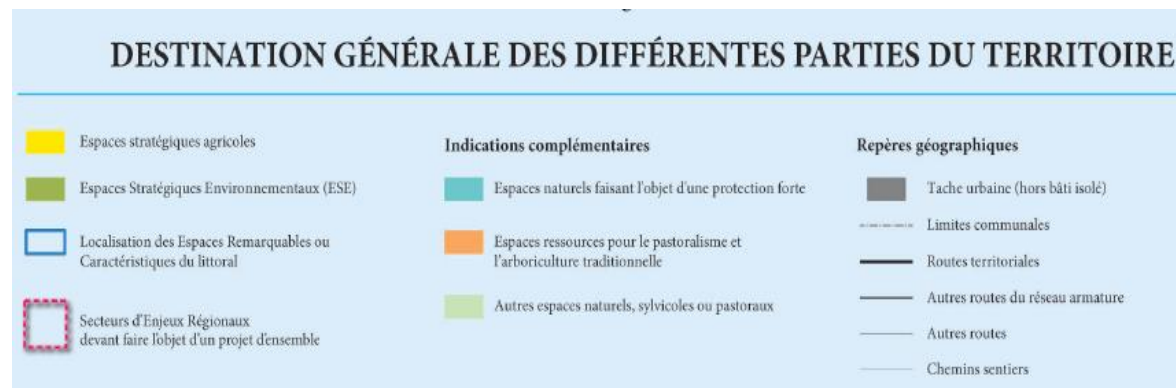 DESTINATION GÉNÉRALE DES DIFFÉRENTES PARTIES DU TERRITOIRE
Espaces stratégiques agricoles
Espaces Stratégiques Environnementaux (ESE)
Localisation des Espaces Remarquables ou
Caractéristiques du littoral
Secteurs d'Enjeux Régionaux
devant faire l'objet d'un projet d'ensemble
Indications complémentaires
Espaces naturels faisant l'objet d'une protection forte
Espaces ressources pour le pastoralisme et
l'arboriculture traditionnelle
Autres espaces naturels, sylvicoles ou pastoraux
Repères géographiques
Tache urbaine (hors bâti isolé)
Limites communales
Routes territoriales
Autres routes du réseau armature
Autres routes
Chemins sentiers